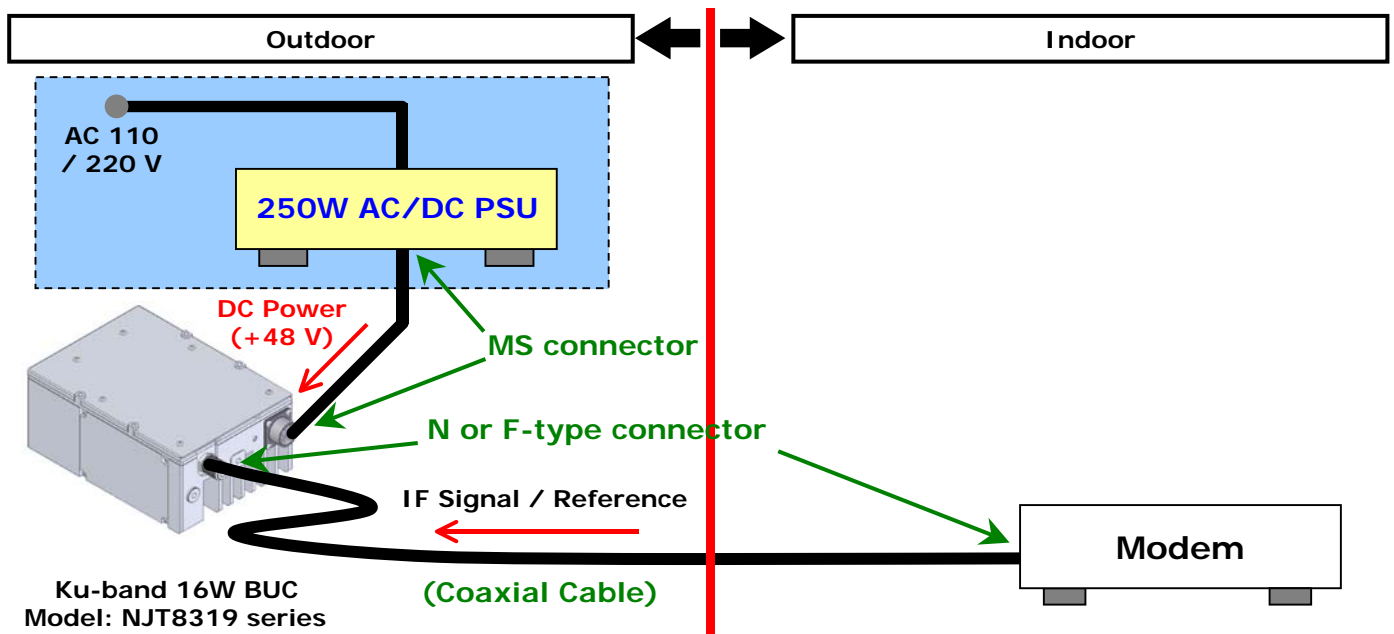 Outdoor
Indoor
AC 110
/ 220 V
250W AC/DC PSU
DC Power
(+48 V)
MS connector
N or F-type connector
IF Signal / Reference
Modem
(Coaxial Cable)
Ku-band 16W BUC
Model: NJT8319 series